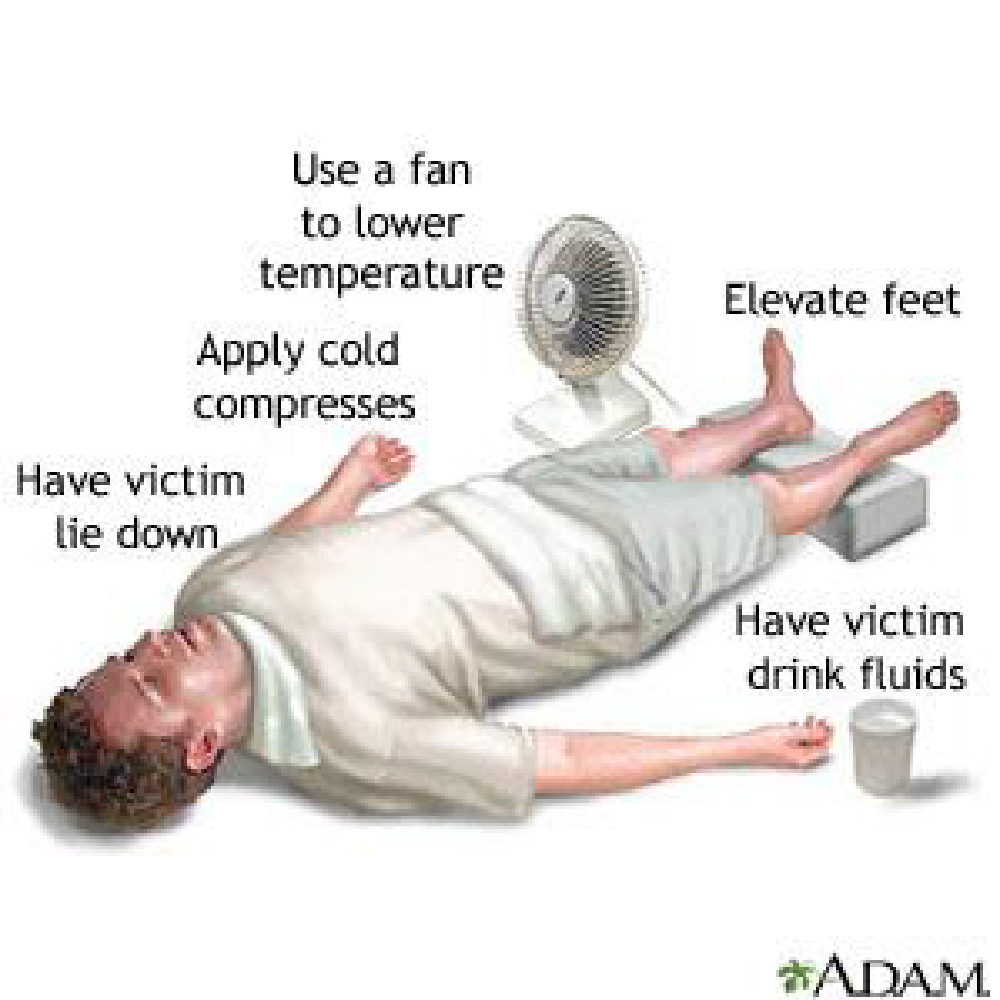 Use a fan
to lower
temperature
Elevate feet
Apply cold
compresses
Have victim
lie down
Have victim
drink fluids
ADAM.